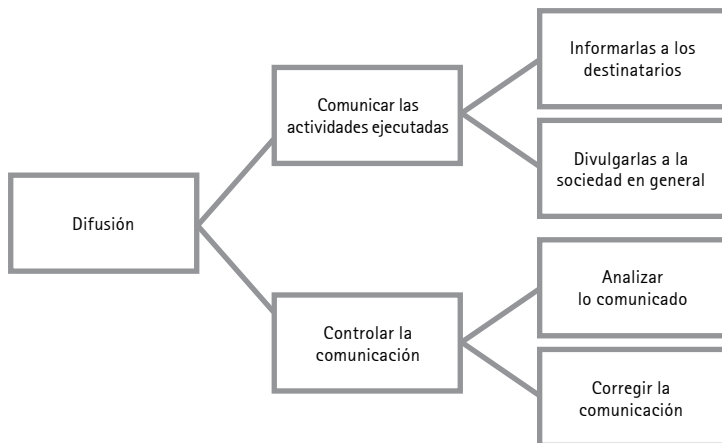 Difusión
Comunicar las
actividades ejecutadas
Informarlas a los
destinatarios
Divulgarlas a la
sociedad en general
Controlar la
comunicación
Analizar
lo comunicado
Corregir la
comunicación